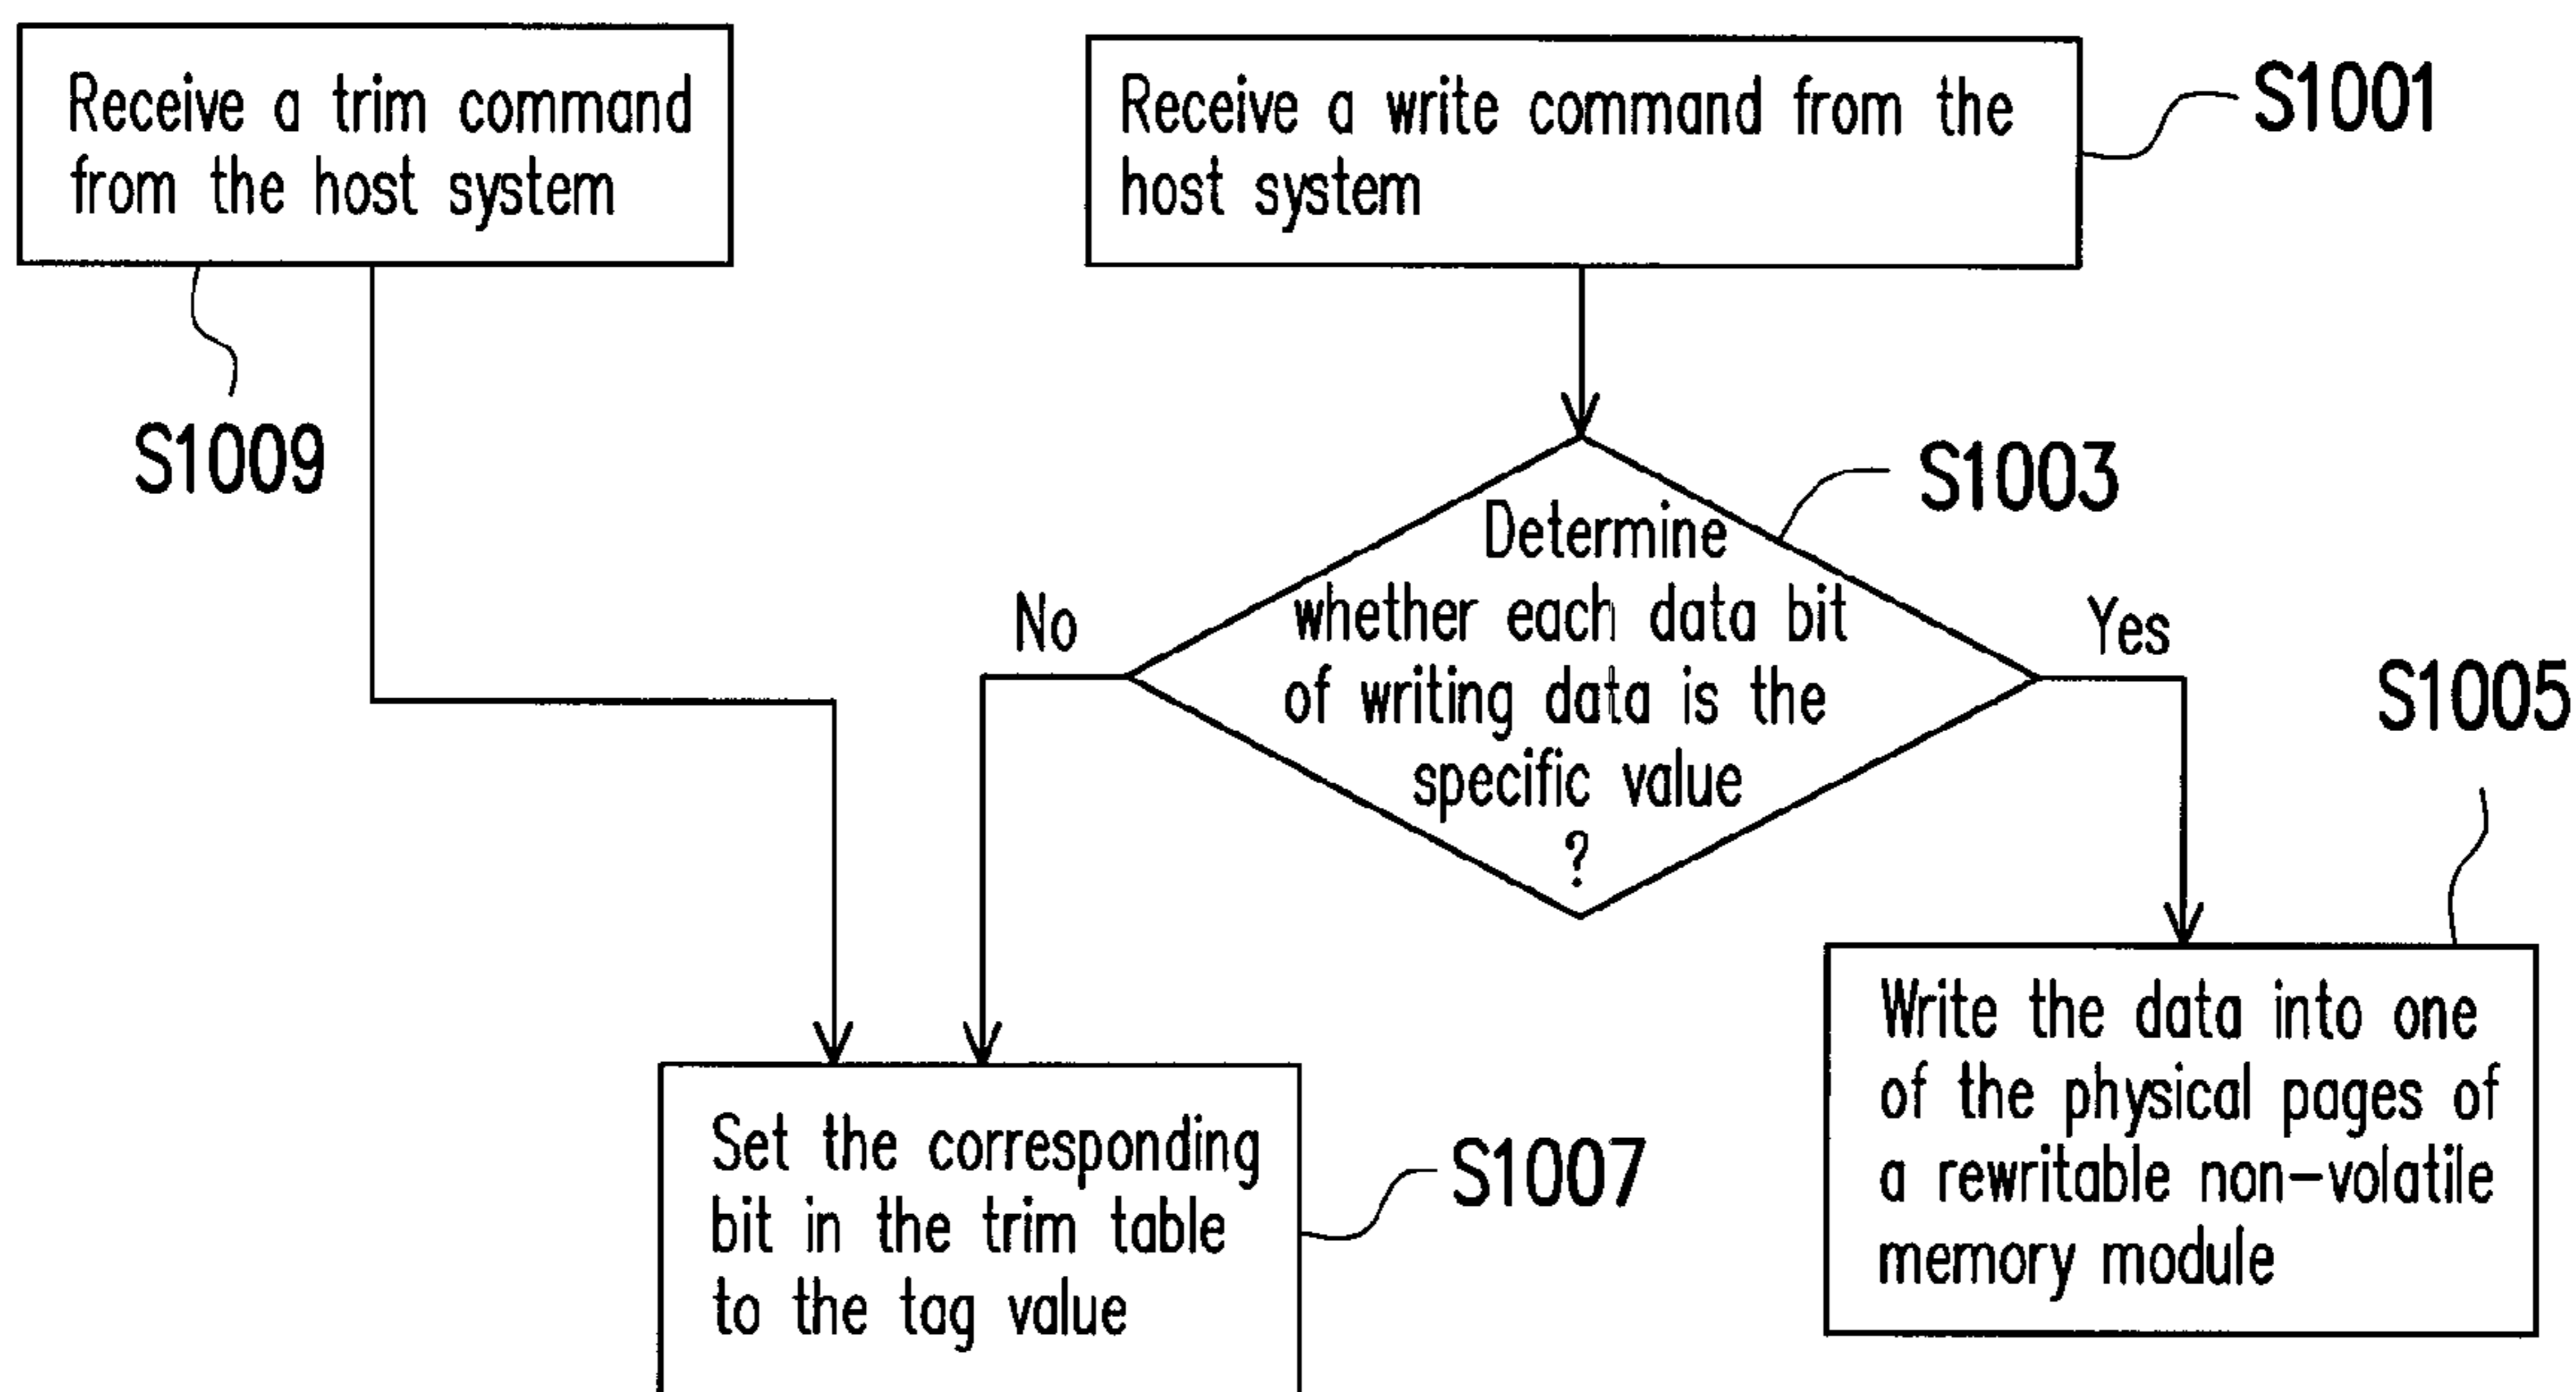 Receive a trim command
from the host system
S1009
Receive a write command from the
host system
S1001
Determine
whether each data bit
of writing data is the
specific value
?
S1003
No
Yes
S1005
Write the data into one
of the physical pages of
a rewritable non-volatile
memory module
Set the corresponding
bit in the trim table
to the tag value
S1007